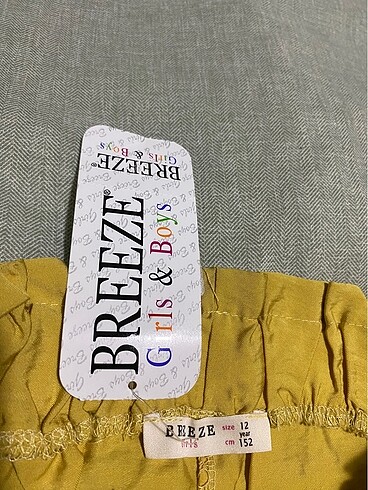 BREEZE®
Girls & Boys
BREEZE®
Girls & Boys
BREEZE
Girls
size 12
year
cm 152